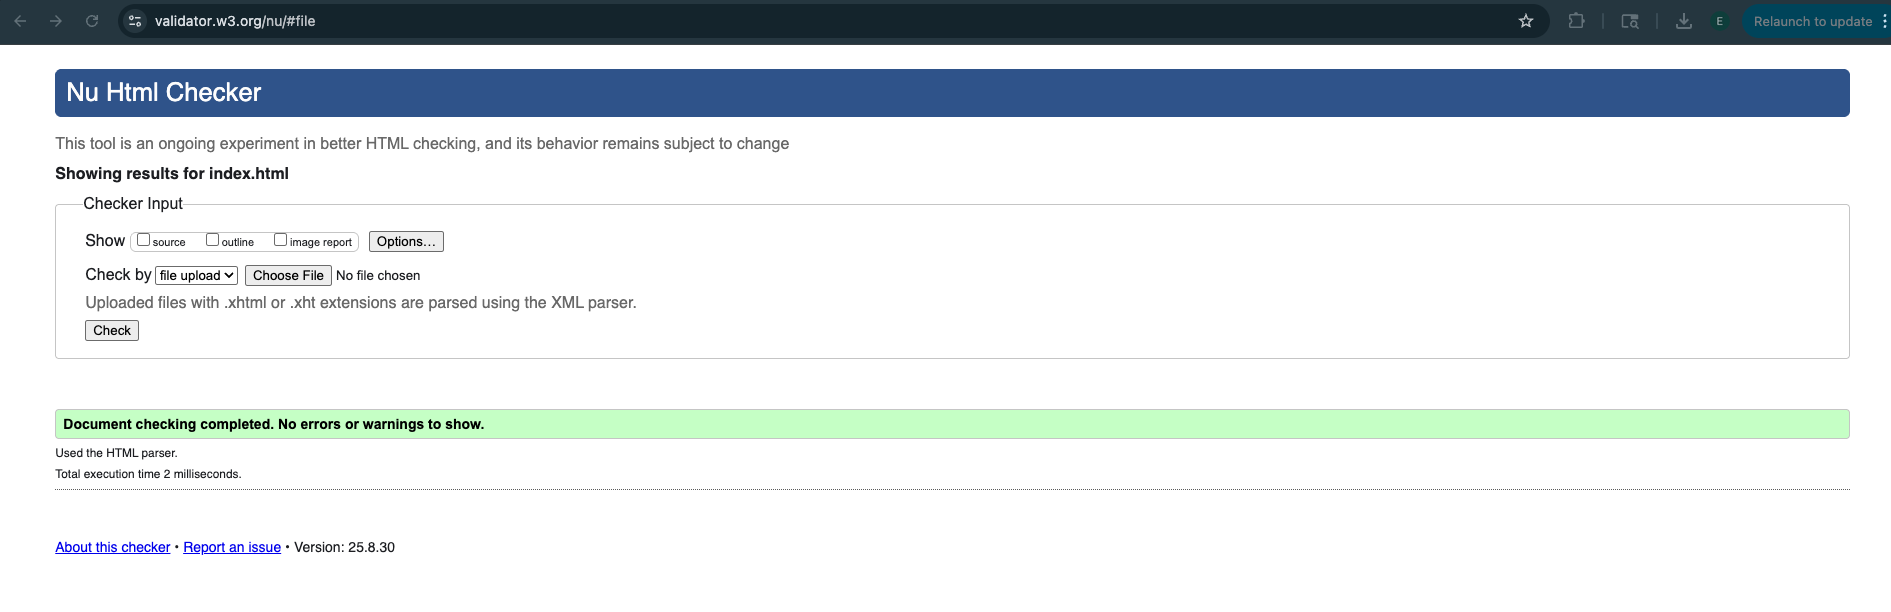 validator.w3.org/nu/#file
E
Relaunch to update
Nu Html Checker
This tool is an ongoing experiment in better HTML checking, and its behavior remains subject to change
Showing results for index.html
Checker Input
Show source outline image report Options…
Check by file upload Choose File No file chosen
Uploaded files with .xhtml or .xht extensions are parsed using the XML parser.
Check
Document checking completed. No errors or warnings to show.
Used the HTML parser.
Total execution time 2 milliseconds.
About this checker • Report an issue • Version: 25.8.30